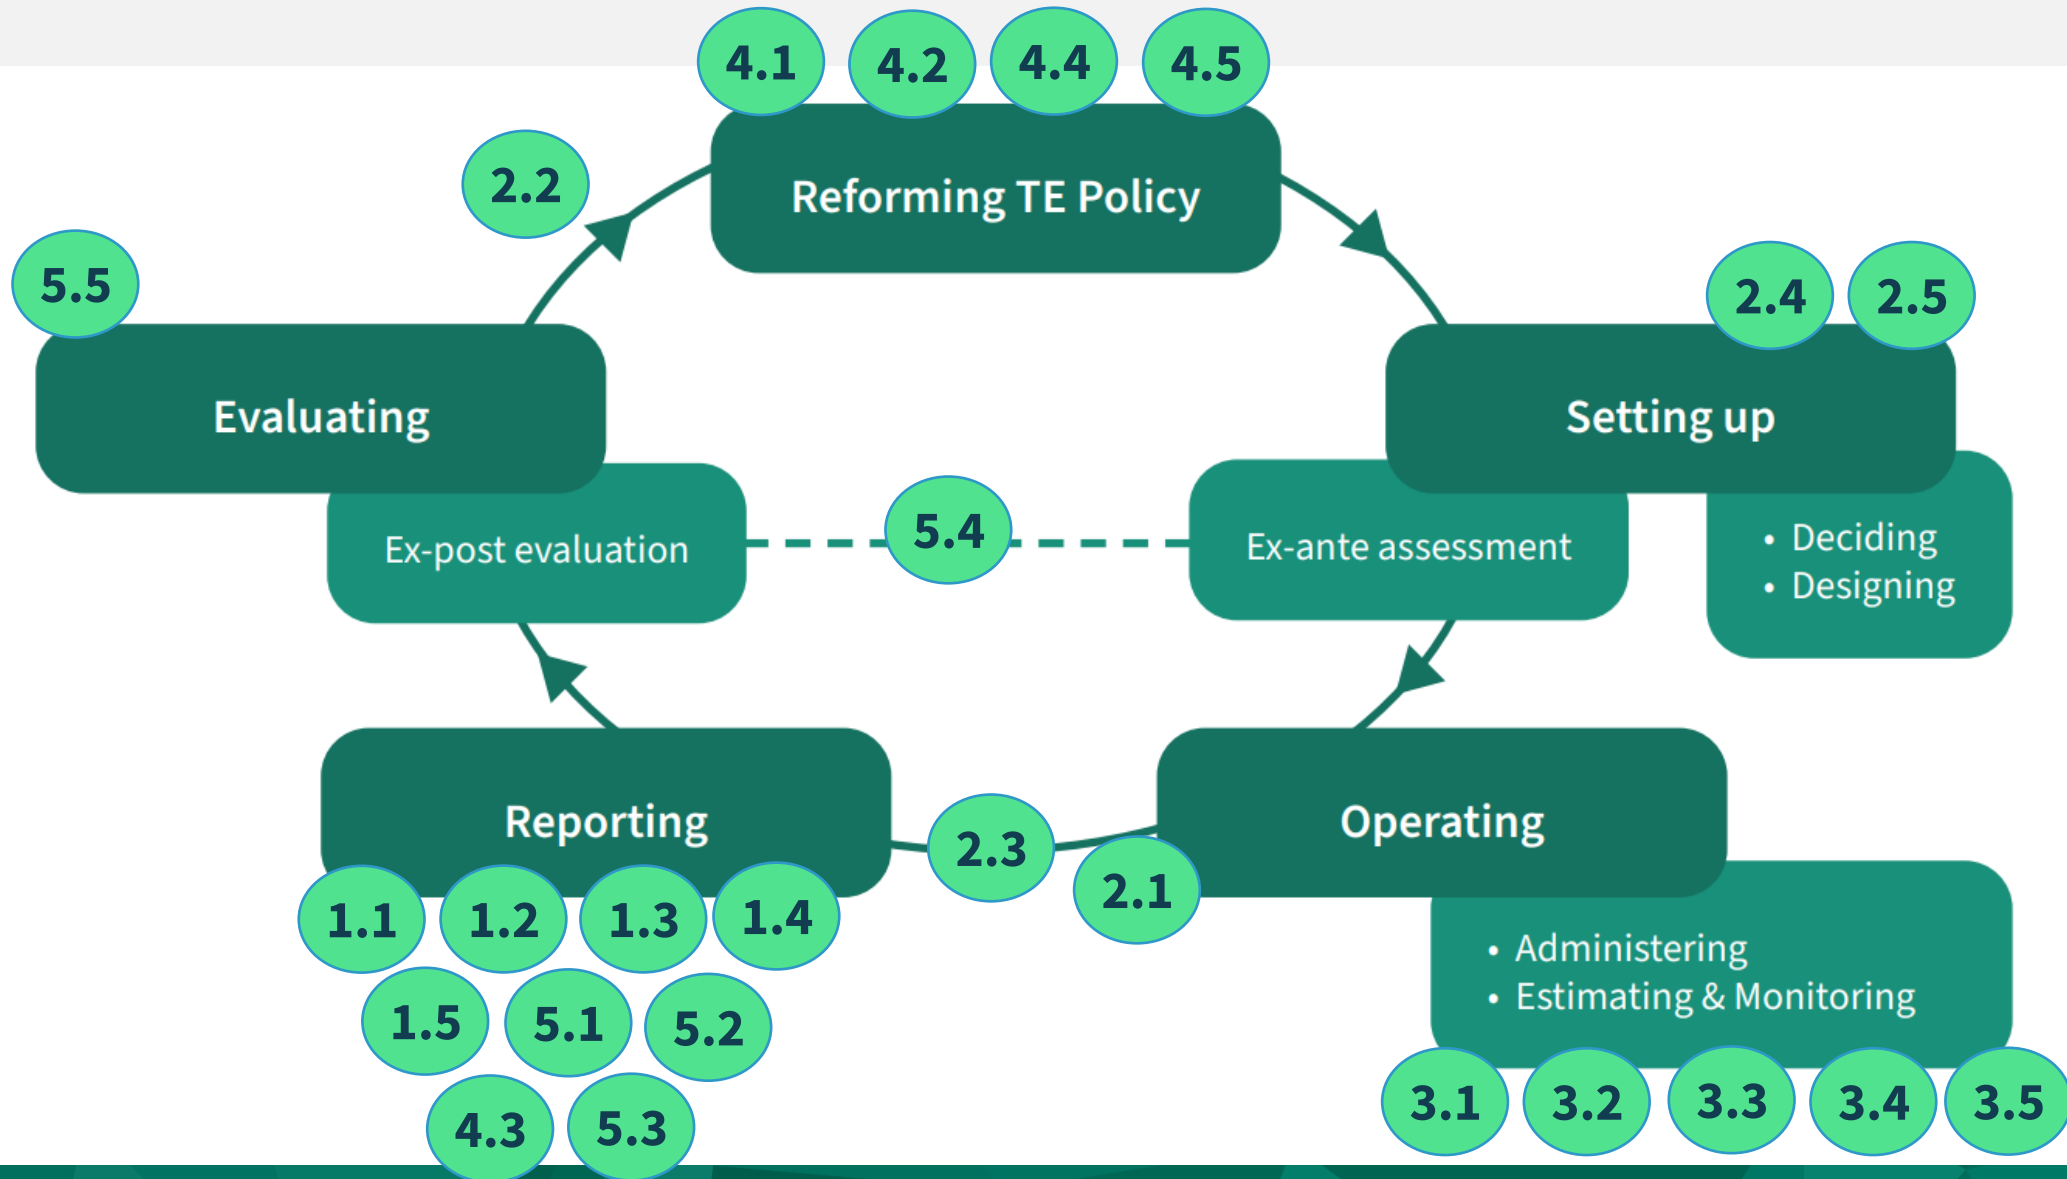 4.1 4.2 4.4 4.5
Reforming TE Policy
2.2
5.5
2.4 2.5
Evaluating
Setting up
Ex-post evaluation
5.4
Ex-ante assessment
• Deciding
• Designing
Reporting
2.3
Operating
2.1
1.1 1.2 1.3 1.4
1.5 5.1 5.2
4.3 5.3
• Administering
• Estimating & Monitoring
3.1 3.2 3.3 3.4 3.5